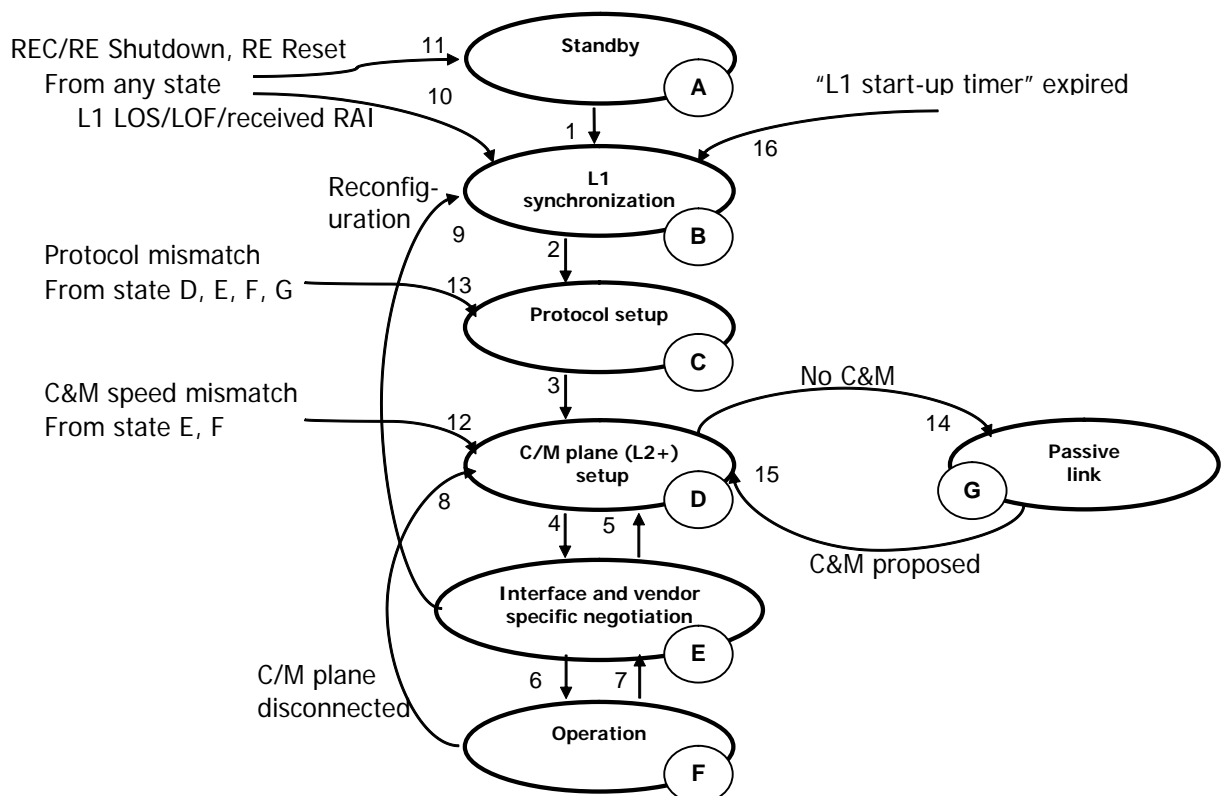 REC/RE Shutdown, RE Reset
From any state
L1 LOS/LOF/received RAI
11
10
Standby
A
“L1 start-up timer” expired
1
16
L1
synchronization
B
Reconfig-
uration
9
2
Protocol mismatch
From state D, E, F, G
13
Protocol setup
C
3
No C&M
C&M speed mismatch
From state E, F
12
14
C/M plane (L2+)
setup
D
Passive
link
G
15
8
4
5
C&M proposed
Interface and vendor
specific negotiation
E
C/M plane
disconnected
6
7
Operation
F